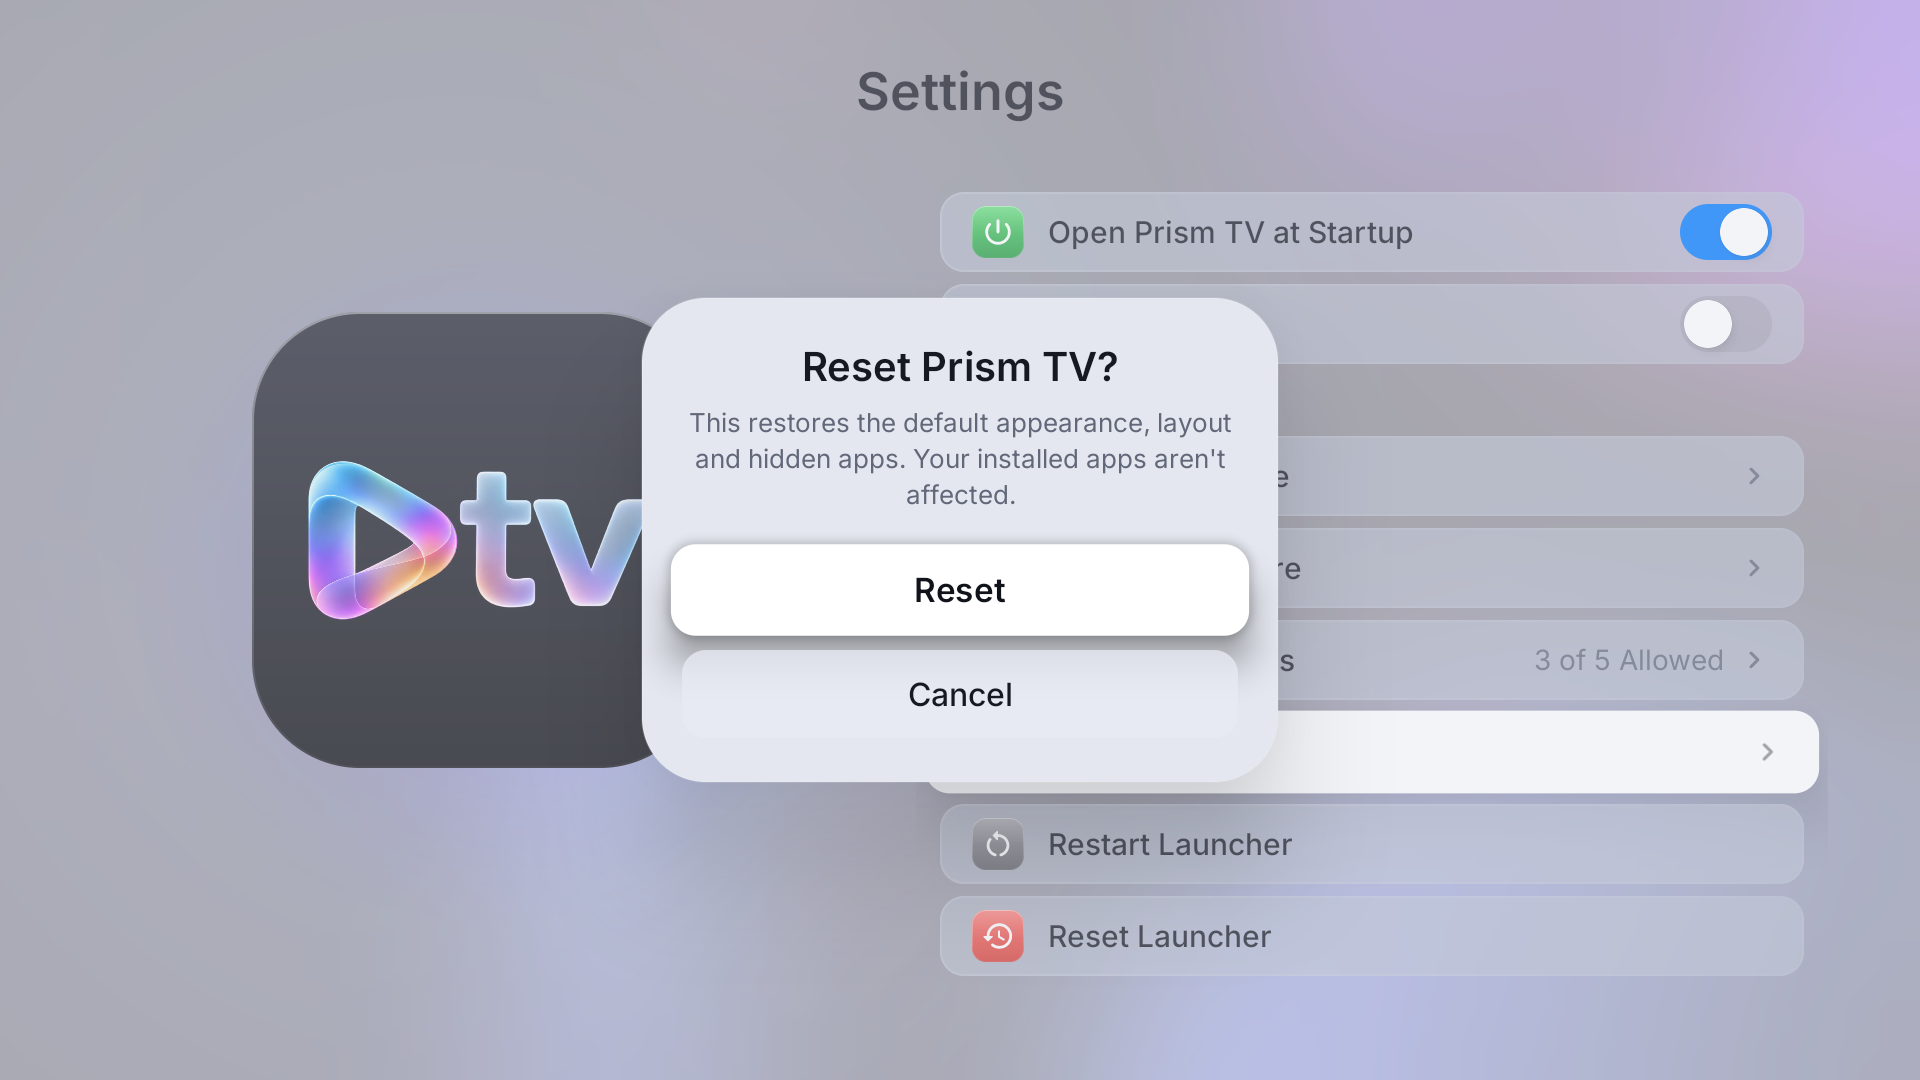 Settings
Open Prism TV at Startup
tv
Reset Prism TV?
This restores the default appearance, layout
and hidden apps. Your installed apps aren't
affected.
Reset
Cancel
3 of 5 Allowed
Restart Launcher
Reset Launcher